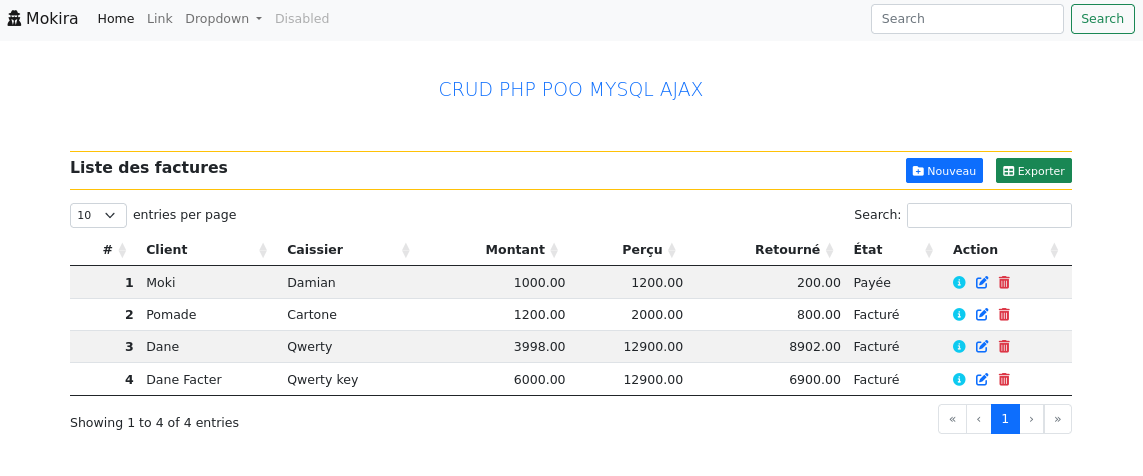 Mokira Home Link Dropdown Disabled Search Search
CRUD PHP POO MYSQL AJAX
Liste des factures Nouveau Exporter
10 entries per page Search:
# Client Caissier Montant Perçu Retourné État Action
1 Moki Damian 1000.00 1200.00 200.00 Payée
2 Pomade Cartone 1200.00 2000.00 800.00 Facturé
3 Dane Qwerty 3998.00 12900.00 8902.00 Facturé
4 Dane Facter Qwerty key 6000.00 12900.00 6900.00 Facturé
Showing 1 to 4 of 4 entries « ‹ 1 › »